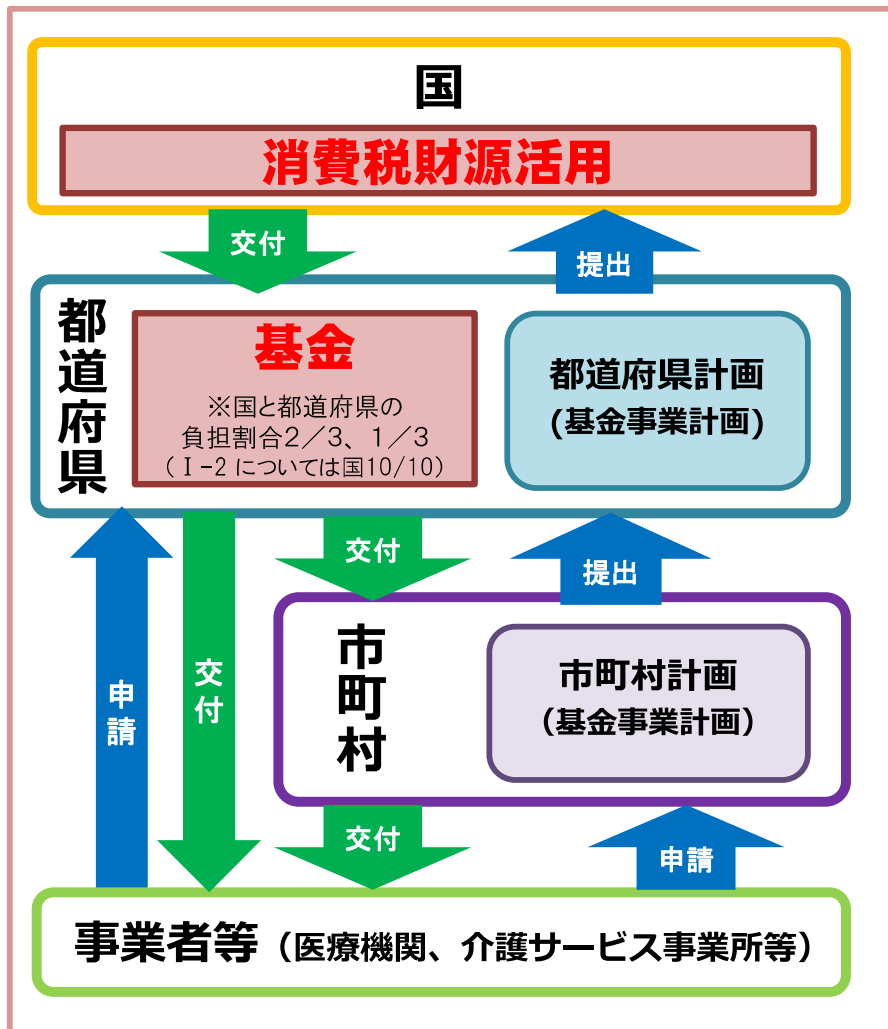 国
消費税財源活用
交付
提出
都道府県
基金
※国と都道府県の
負担割合2／3、1／3
（Ⅰ-2 については国10/10）
都道府県計画
(基金事業計画)
交付
提出
申請
交付
市町村
市町村計画
（基金事業計画）
交付
申請
事業者等（医療機関、介護サービス事業所等）